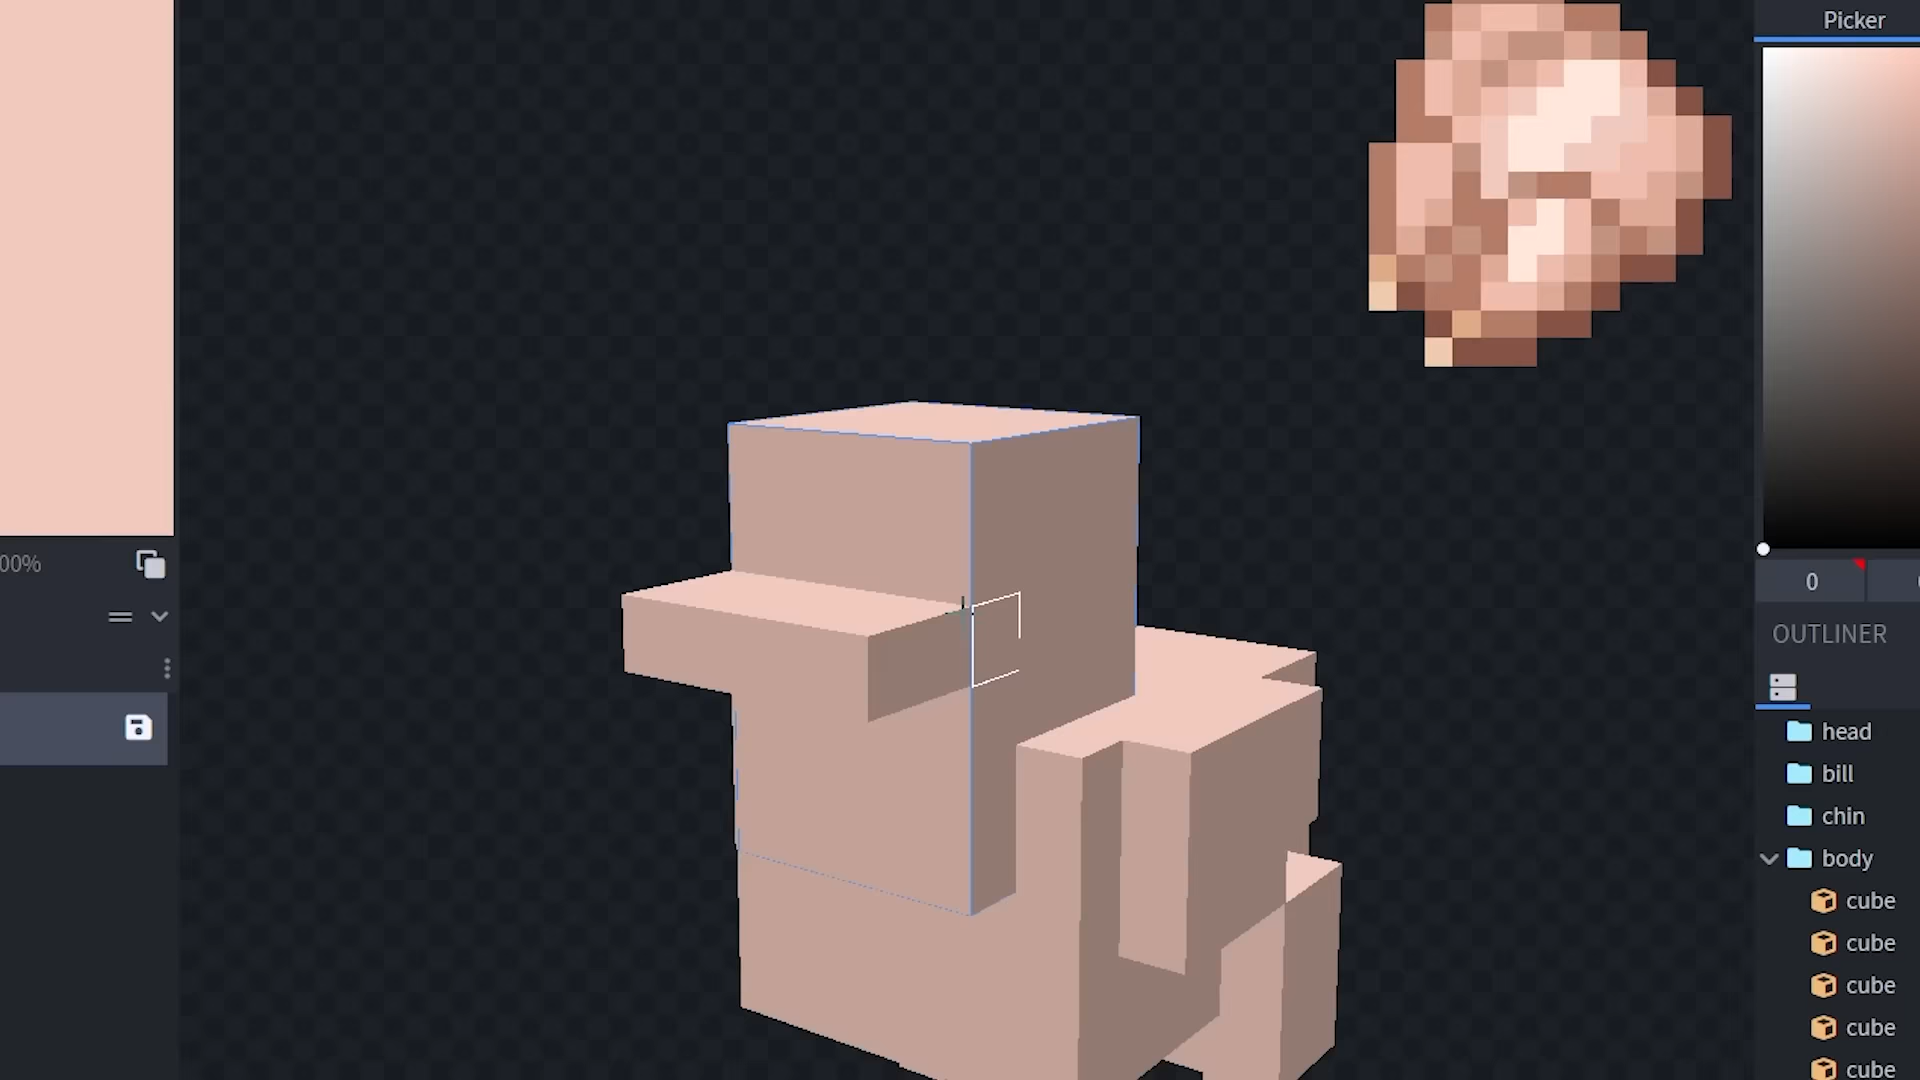 Picker
00%
0
OUTLINER
head
bill
chin
body
cube
cube
cube
cube
cube